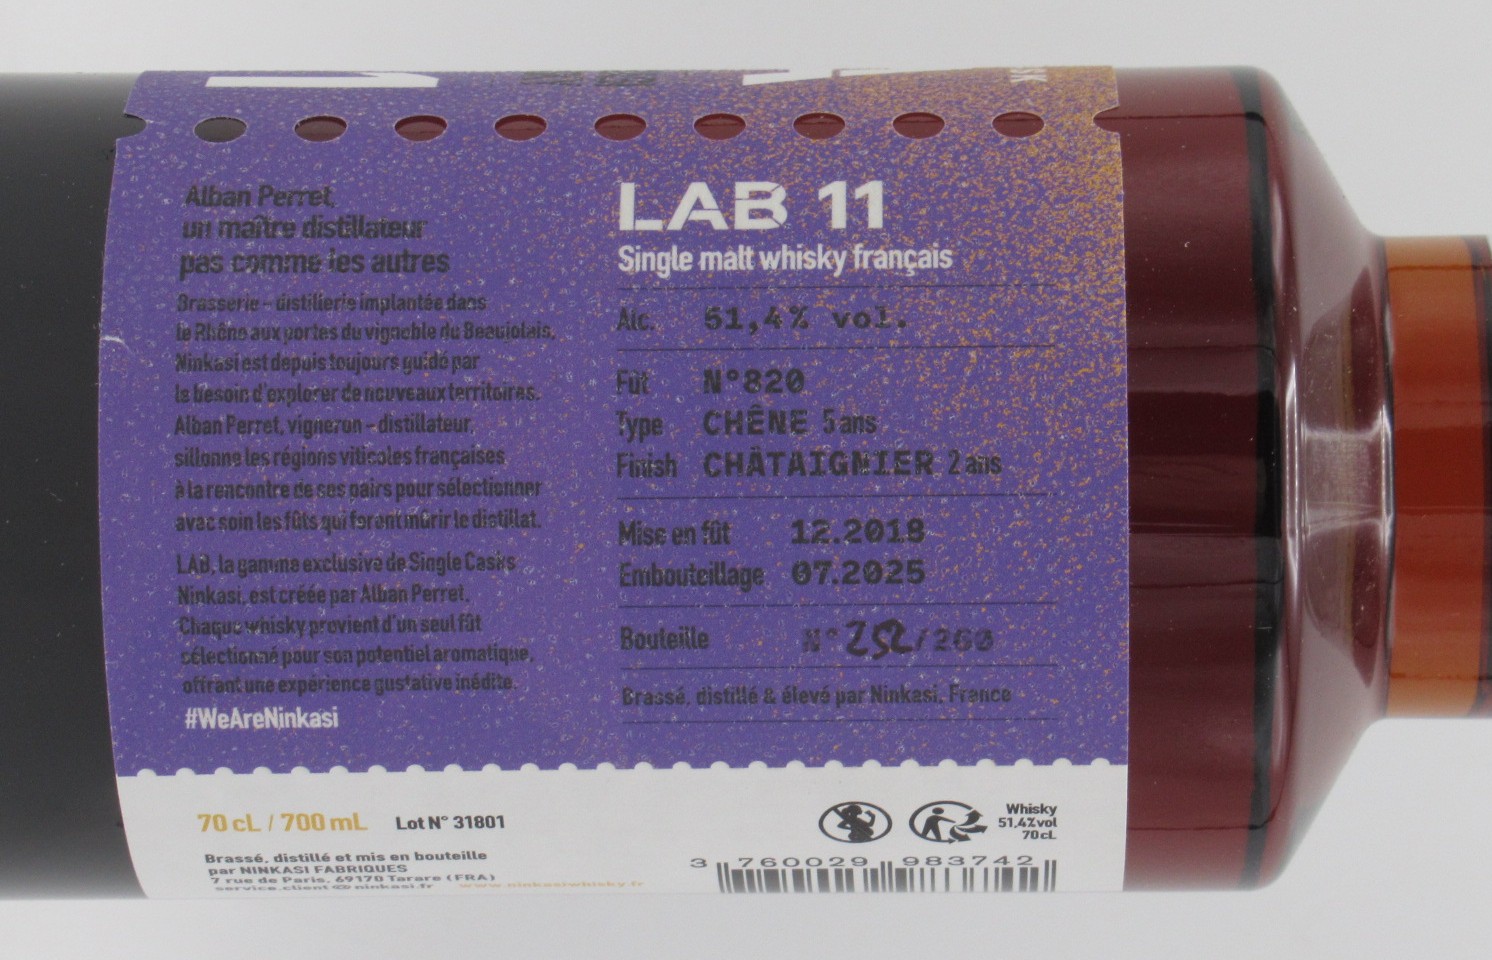 Alban Perret,
un maître distillateur
pas comme les autres
Brasserie – distillerie implantée dans
le Rhône aux portes du vignoble du Beaujolais,
Ninkasi est depuis toujours guidé par
le besoin d'explorer de nouveaux territoires.
Alban Perret, vigneron – distillateur,
sillonne les régions viticoles françaises
à la rencontre de ses pairs pour sélectionner
avec soin les fûts qui feront mûrir le distillat.
LAB, la gamme exclusive de Single Casks
Ninkasi, est créée par Alban Perret.
Chaque whisky provient d'un seul fût
sélectionné pour son potentiel aromatique,
offrant une expérience gustative inédite.
#WeAreNinkasi
LAB 11
Single malt whisky français
Alc. 51,4% vol.
Fût N°820
Type CHÊNE 5 ans
Finish CHÂTAIGNIER 2 ans
Mise en fût 12.2018
Embouteillage 07.2025
Bouteille N° 252/260
Brassé, distillé & élevé par Ninkasi, France
70 cL / 700 mL Lot N° 31801
Brassé, distillé et mis en bouteille
par NINKASI FABRIQUES
7 rue de Paris, 69170 Tarare (FRA)
service.client@ninkasi.fr www.ninkasiwhisky.fr
Whisky
51,4%vol
70cL
3 760029 983742